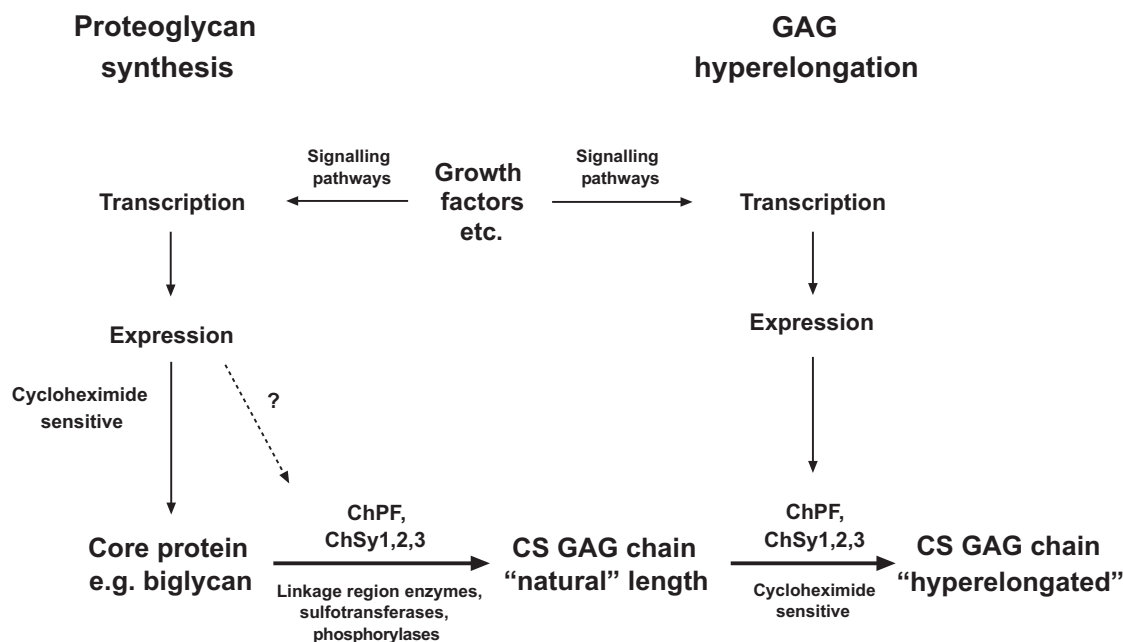 Proteoglycan
synthesis
GAG
hyperelongation
Signalling
pathways
Growth
factors
etc.
Signalling
pathways
Transcription
Transcription
Expression
Expression
Cycloheximide
sensitive
?
Core protein
e.g. biglycan
ChPF,
ChSy1,2,3
Linkage region enzymes,
sulfotransferases,
phosphorylases
CS GAG chain
“natural” length
ChPF,
ChSy1,2,3
Cycloheximide
sensitive
CS GAG chain
“hyperelongated”